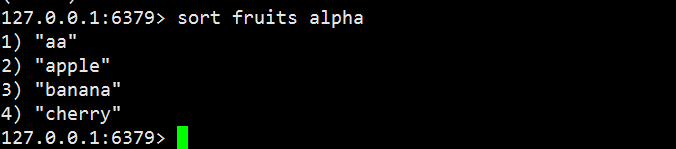 127.0.0.1:6379> sort fruits alpha
1) "aa"
2) "apple"
3) "banana"
4) "cherry"
127.0.0.1:6379>